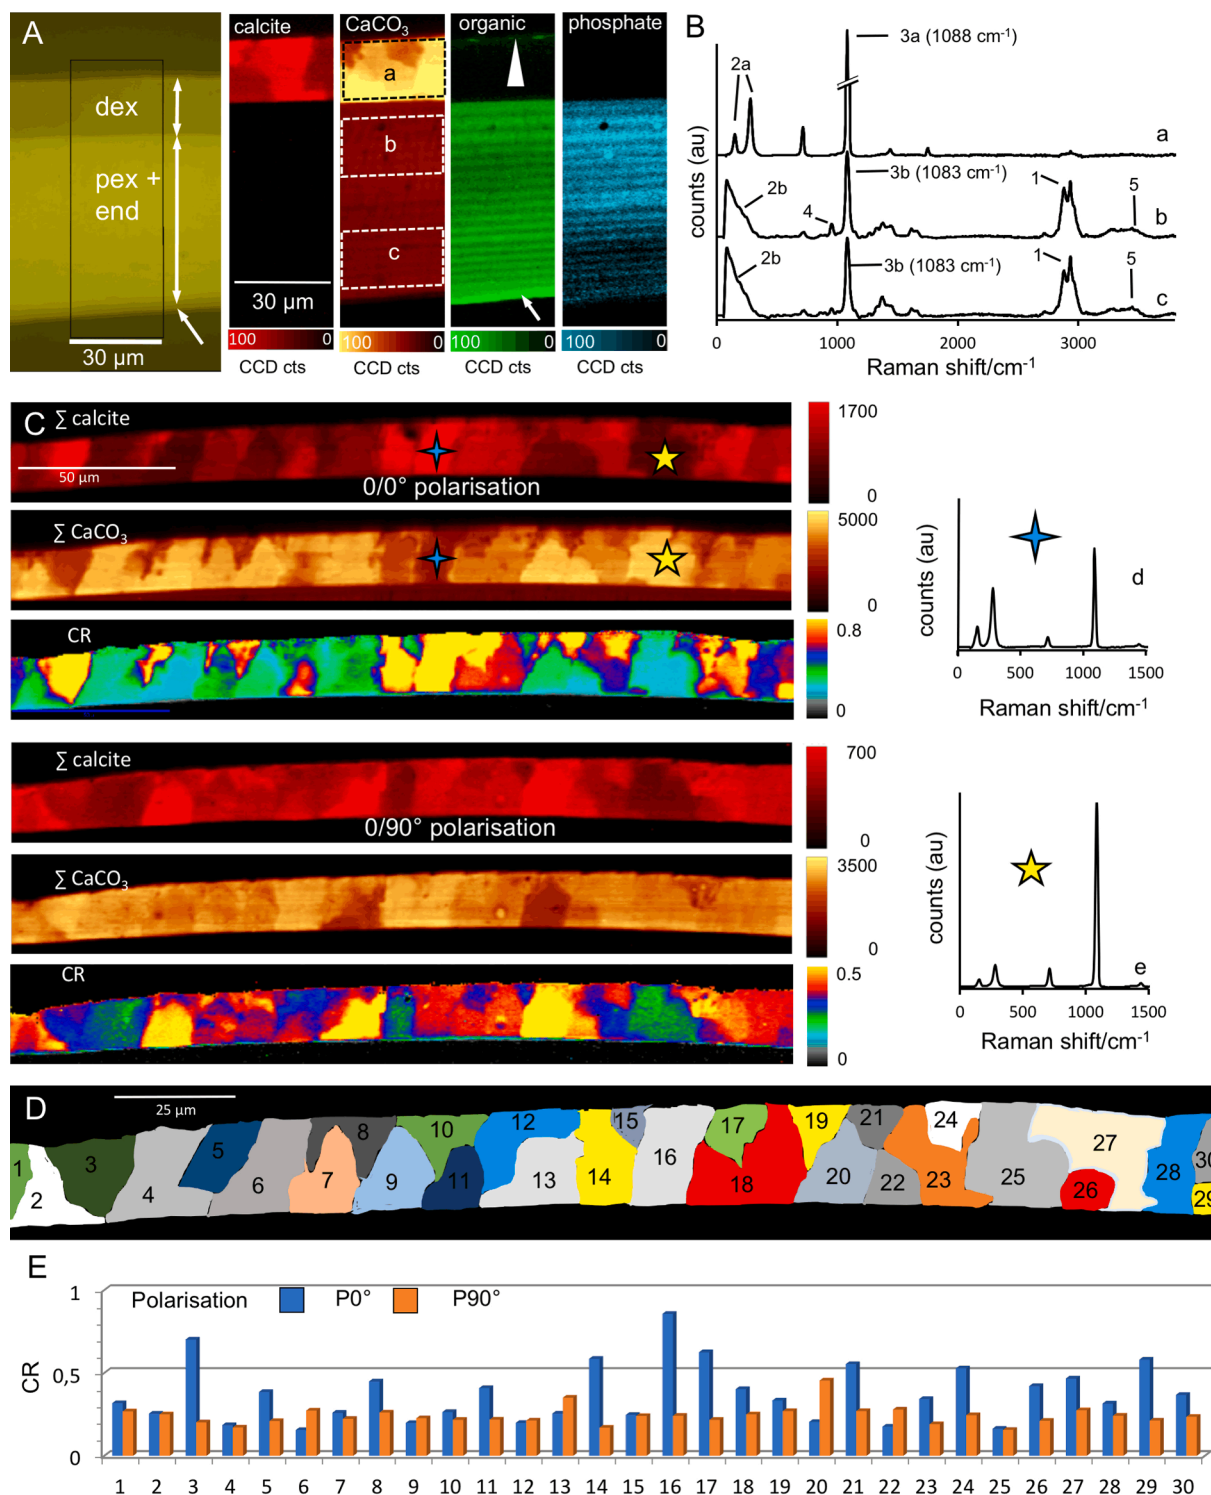 A
dex
pex +
end
30 µm
calcite
CaCO3
organic
phosphate
a
b
c
30 µm
100 0
100 0
100 0
100 0
CCD cts
CCD cts
CCD cts
CCD cts
B
counts (au)
3a (1088 cm-1)
2a
a
3b (1083 cm-1)
2b
4
1
5
b
2b
3b (1083 cm-1)
1
5
c
0 1000 2000 3000
Raman shift/cm-1
C
∑ calcite
50 µm
0/0° polarisation
1700
0
∑ CaCO3
5000
0
CR
0.8
0
counts (au)
d
0 500 1000 1500
Raman shift/cm-1
∑ calcite
0/90° polarisation
700
0
∑ CaCO3
3500
0
CR
0.5
0
counts (au)
e
0 500 1000 1500
Raman shift/cm-1
D
25 µm
1 2 3 4 5 6 7 8 9 10 11 12 13 14 15 16 17 18 19 20 21 22 23 24 25 26 27 28 29 30
E
Polarisation P0° P90°
CR
1
0,5
0
1 2 3 4 5 6 7 8 9 10 11 12 13 14 15 16 17 18 19 20 21 22 23 24 25 26 27 28 29 30